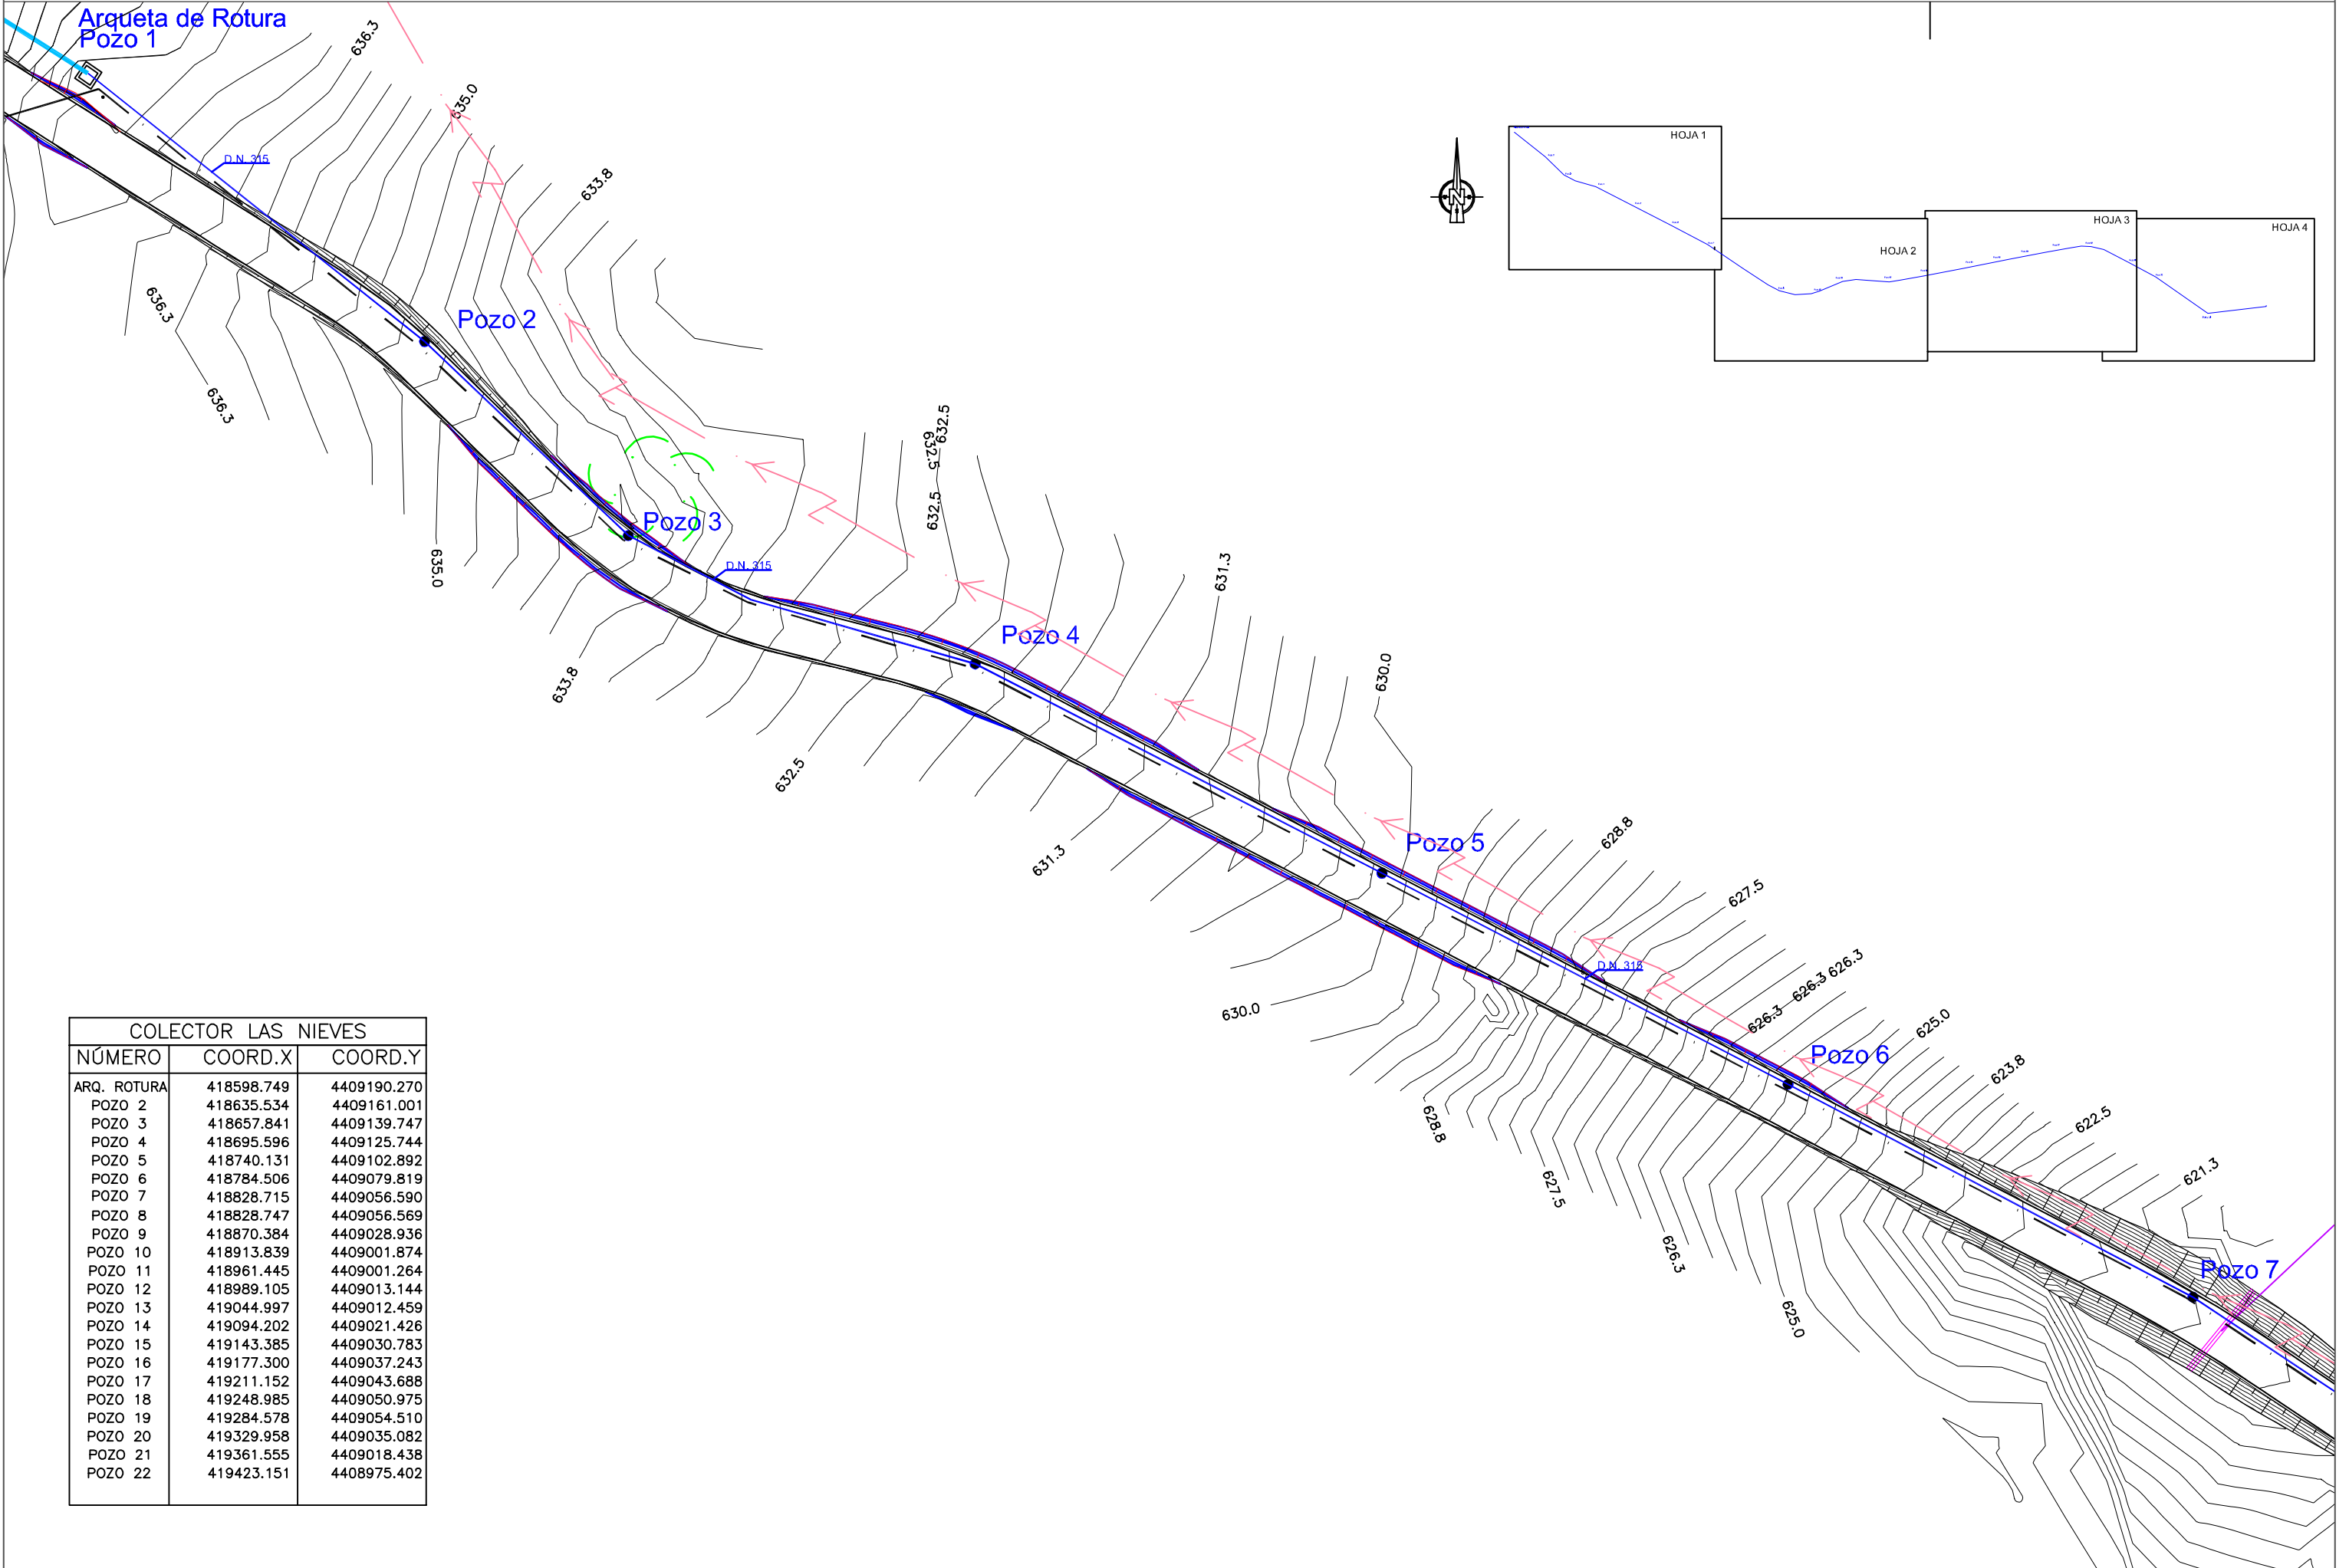 Arqueta de Rotura
Pozo 1
636.3
635.0
D.N. 315
633.8
HOJA 1
HOJA 2
HOJA 3
HOJA 4
N
636.3
636.3
Pozo 2
632.5
632.5
632.5
Pozo 3
635.0
D.N. 315
631.3
Pozo 4
633.8
630.0
632.5
Pozo 5
631.3
628.8
627.5
630.0
D.N. 315
626.3
626.3
626.3
625.0
Pozo 6
623.8
628.8
622.5
627.5
621.3
626.3
Pozo 7
625.0
COLECTOR LAS NIEVES
NÚMERO COORD.X COORD.Y
ARQ. ROTURA 418598.749 4409190.270
POZO 2 418635.534 4409161.001
POZO 3 418657.841 4409139.747
POZO 4 418695.596 4409125.744
POZO 5 418740.131 4409102.892
POZO 6 418784.506 4409079.819
POZO 7 418828.715 4409056.590
POZO 8 418828.747 4409056.569
POZO 9 418870.384 4409028.936
POZO 10 418913.839 4409001.874
POZO 11 418961.445 4409001.264
POZO 12 418989.105 4409013.144
POZO 13 419044.997 4409012.459
POZO 14 419094.202 4409021.426
POZO 15 419143.385 4409030.783
POZO 16 419177.300 4409037.243
POZO 17 419211.152 4409043.688
POZO 18 419248.985 4409050.975
POZO 19 419284.578 4409054.510
POZO 20 419329.958 4409035.082
POZO 21 419361.555 4409018.438
POZO 22 419423.151 4408975.402